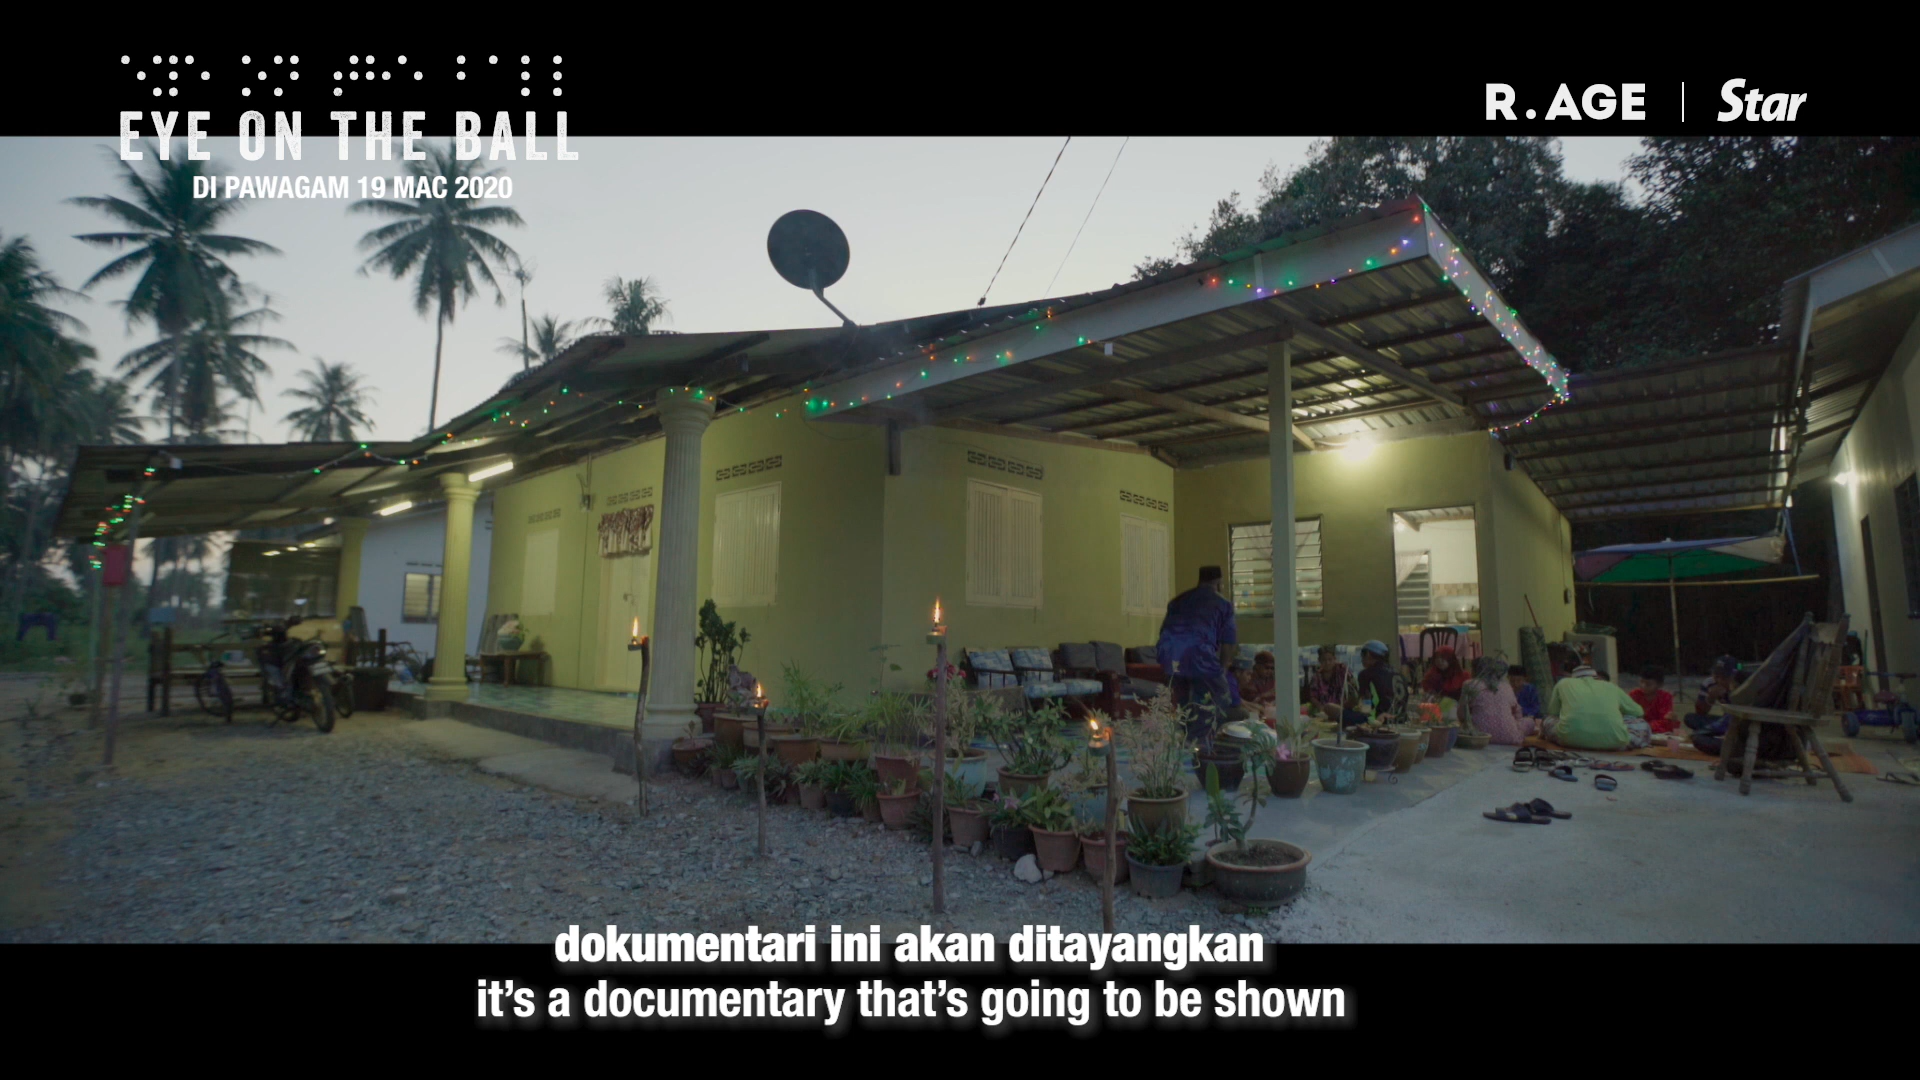 ⠑⠽⠑ ⠕⠝ ⠞⠓⠑ ⠃⠁⠇⠇
EYE ON THE BALL
DI PAWAGAM 19 MAC 2020
R.AGE | Star
dokumentari ini akan ditayangkan
it's a documentary that's going to be shown